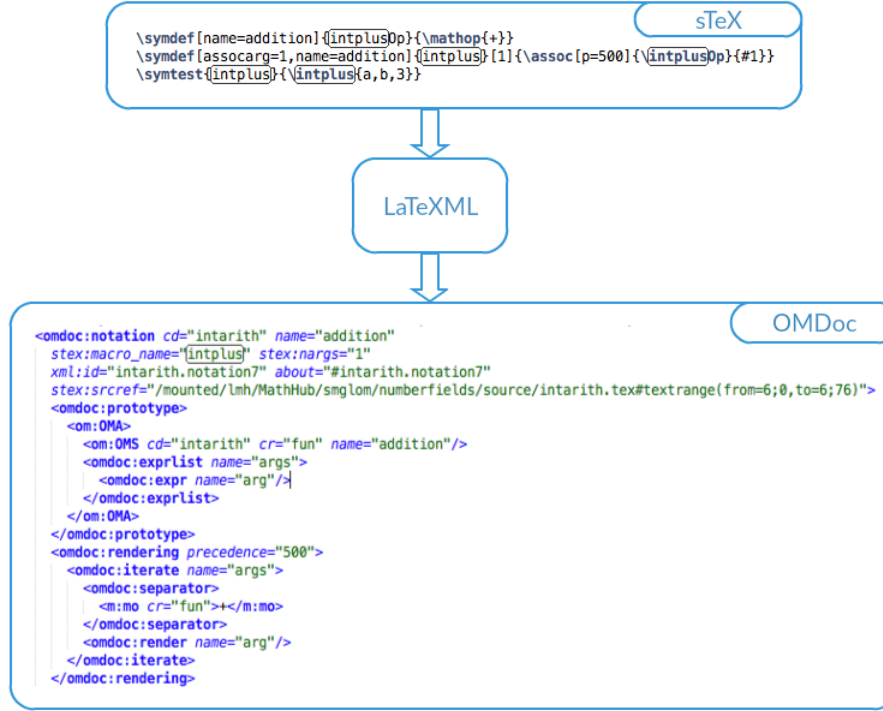 sTeX
\symdef[name=addition]{intplusOp}{\mathop{+}}
\symdef[assocarg=1,name=addition]{intplus}[1]{\assoc[p=500]{\intplusOp}{#1}}
\symtest{intplus}{\intplus{a,b,3}}
LaTeXML
OMDoc
<omdoc:notation cd="intarith" name="addition"
stex:macro_name="intplus" stex:nargs="1"
xml:id="intarith.notation7" about="#intarith.notation7"
stex:srcref="/mounted/lmh/MathHub/smglom/numberfields/source/intarith.tex#textrange(from=6;0,to=6;76)">
<omdoc:prototype>
<om:OMA>
<om:OMS cd="intarith" cr="fun" name="addition"/>
<omdoc:exprlist name="args">
<omdoc:expr name="arg"/>
</omdoc:exprlist>
</om:OMA>
</omdoc:prototype>
<omdoc:rendering precedence="500">
<omdoc:iterate name="args">
<omdoc:separator>
<m:mo cr="fun">+</m:mo>
</omdoc:separator>
<omdoc:render name="arg"/>
</omdoc:iterate>
</omdoc:rendering>